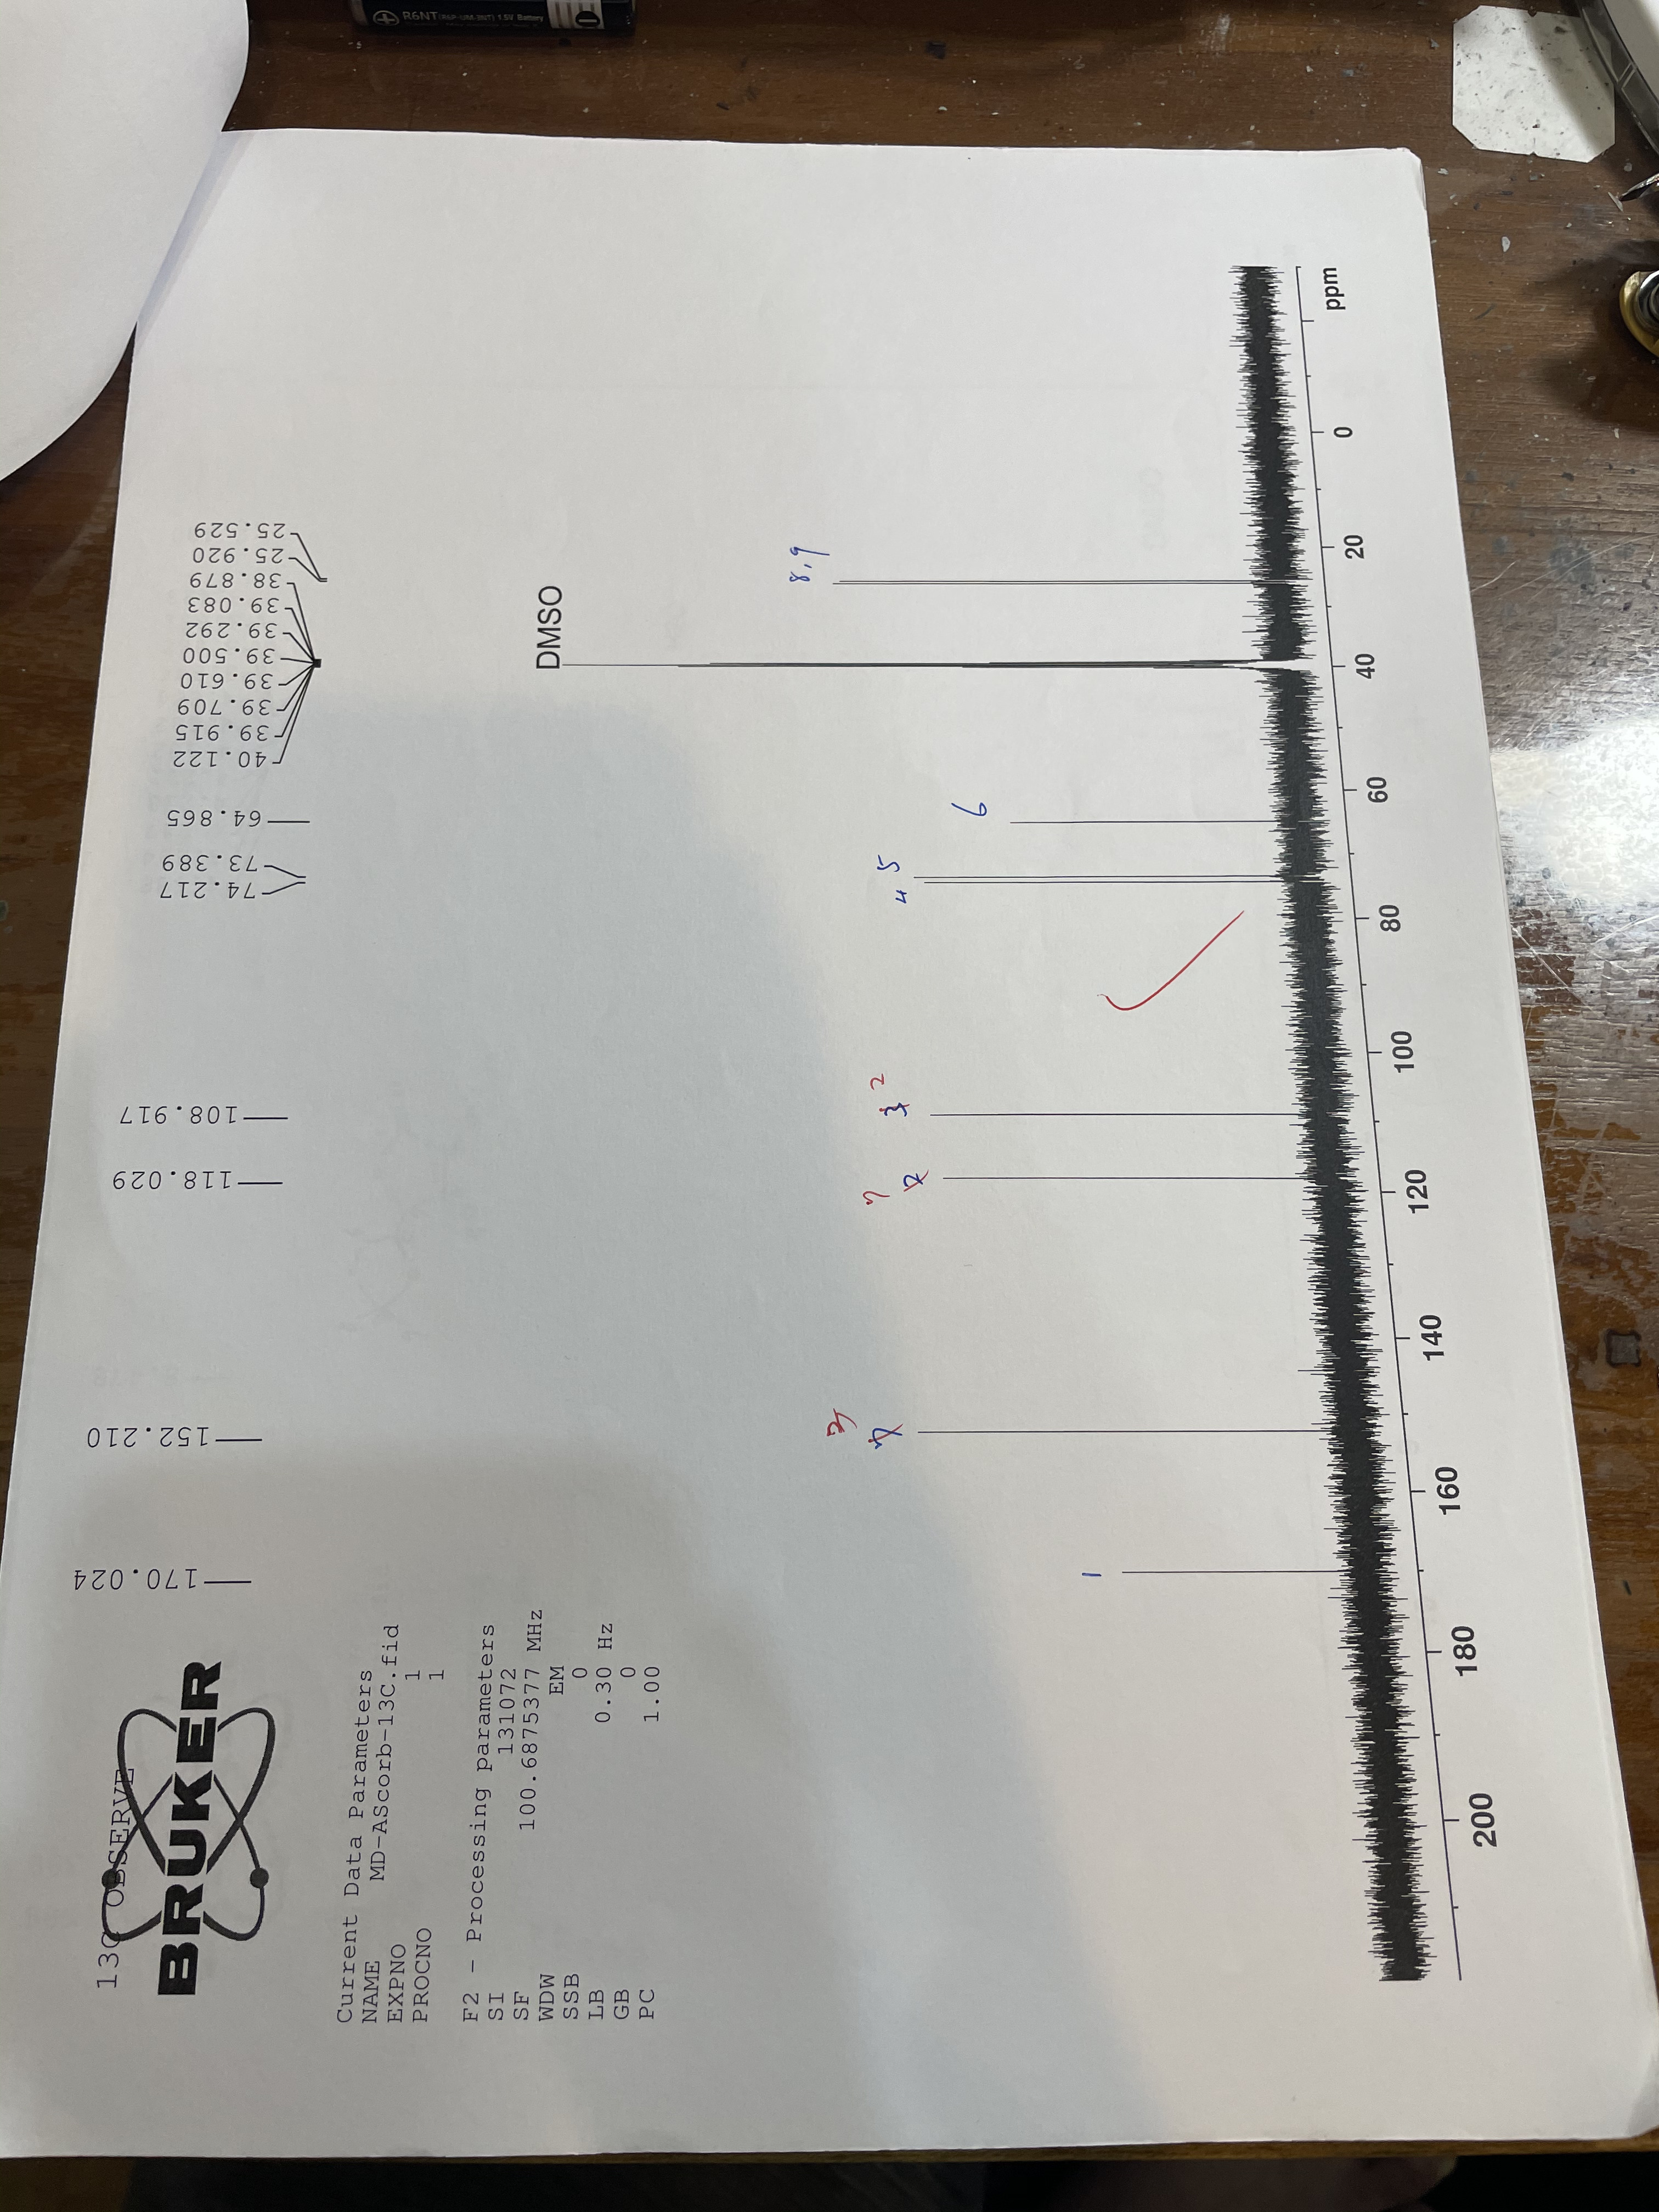 R6NT (R6P·UM-3NT) 1.5V Battery
13C OBSERVE
BRUKER
Current Data Parameters
NAME MD-AScorb-13C.fid
EXPNO 1
PROCNO 1
F2 - Processing parameters
SI 131072
SF 100.6875377 MHz
WDW EM
SSB 0
LB 0.30 Hz
GB 0
PC 1.00
170.024
152.210
118.029
108.917
74.217
73.389
64.865
40.122
39.915
39.709
39.610
39.500
39.292
39.083
38.879
25.920
25.529
DMSO
1
3
7
7
2
3
2
4 5
6
8,9
200 180 160 140 120 100 80 60 40 20 0 ppm